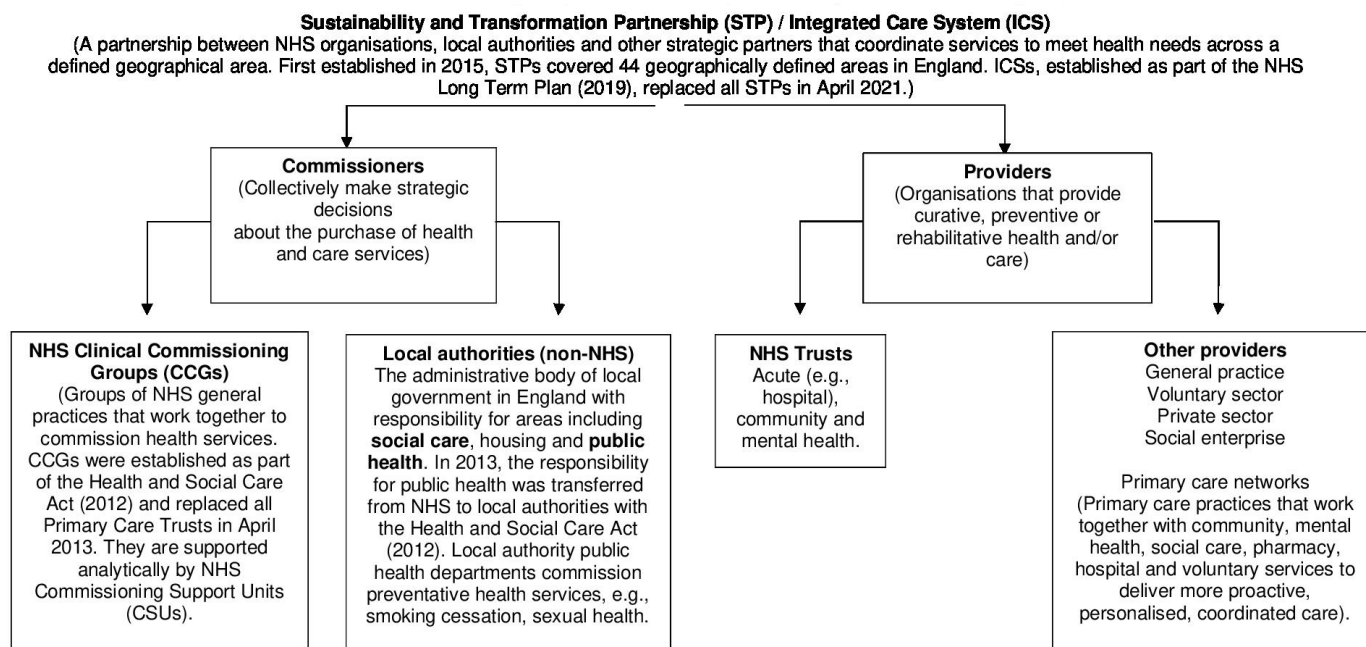 Sustainability and Transformation Partnership (STP) / Integrated Care System (ICS)
(A partnership between NHS organisations, local authorities and other strategic partners that coordinate services to meet health needs across a
defined geographical area. First established in 2015, STPs covered 44 geographically defined areas in England. ICSs, established as part of the NHS
Long Term Plan (2019), replaced all STPs in April 2021.)
Commissioners
(Collectively make strategic
decisions
about the purchase of health
and care services)
Providers
(Organisations that provide
curative, preventive or
rehabilitative health and/or
care)
NHS Clinical Commissioning
Groups (CCGs)
(Groups of NHS general
practices that work together to
commission health services.
CCGs were established as part
of the Health and Social Care
Act (2012) and replaced all
Primary Care Trusts in April
2013. They are supported
analytically by NHS
Commissioning Support Units
(CSUs).
Local authorities (non-NHS)
The administrative body of local
government in England with
responsibility for areas including
social care, housing and public
health. In 2013, the responsibility
for public health was transferred
from NHS to local authorities with
the Health and Social Care Act
(2012). Local authority public
health departments commission
preventative health services, e.g.,
smoking cessation, sexual health.
NHS Trusts
Acute (e.g.,
hospital),
community and
mental health.
Other providers
General practice
Voluntary sector
Private sector
Social enterprise
Primary care networks
(Primary care practices that work
together with community, mental
health, social care, pharmacy,
hospital and voluntary services to
deliver more proactive,
personalised, coordinated care).